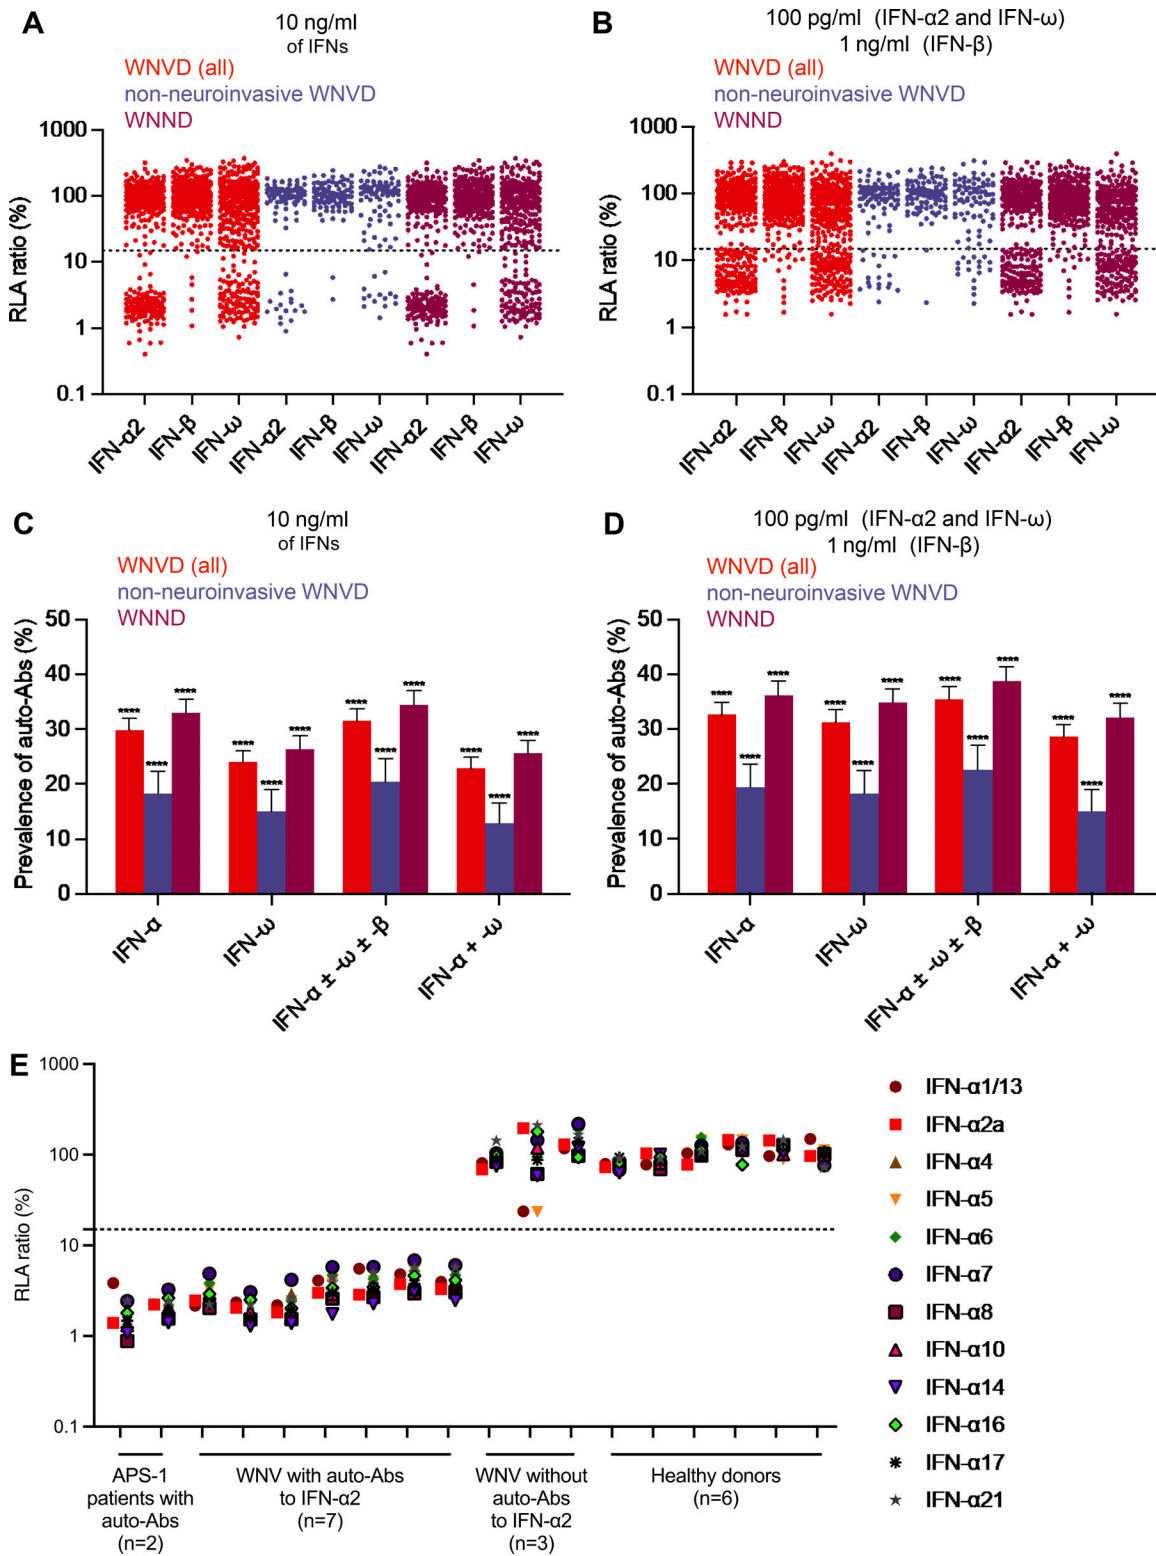 A
10 ng/ml
of IFNs
WNVD (all)
non-neuroinvasive WNVD
WNND
RLA ratio (%)
1000
100
10
1
0.1
IFN-α2
IFN-β
IFN-ω
IFN-α2
IFN-β
IFN-ω
IFN-α2
IFN-β
IFN-ω
B
100 pg/ml (IFN-α2 and IFN-ω)
1 ng/ml (IFN-β)
WNVD (all)
non-neuroinvasive WNVD
WNND
RLA ratio (%)
1000
100
10
1
0.1
IFN-α2
IFN-β
IFN-ω
IFN-α2
IFN-β
IFN-ω
IFN-α2
IFN-β
IFN-ω
C
10 ng/ml
of IFNs
WNVD (all)
non-neuroinvasive WNVD
WNND
Prevalence of auto-Abs (%)
50
40
30
20
10
0
**** **** **** **** **** **** **** **** **** **** **** ****
IFN-α
IFN-ω
IFN-α ± -ω ± -β
IFN-α + -ω
D
100 pg/ml (IFN-α2 and IFN-ω)
1 ng/ml (IFN-β)
WNVD (all)
non-neuroinvasive WNVD
WNND
Prevalence of auto-Abs (%)
50
40
30
20
10
0
**** **** **** **** **** **** **** **** **** **** **** ****
IFN-α
IFN-ω
IFN-α ± -ω ± -β
IFN-α + -ω
E
RLA ratio (%)
1000
100
10
1
0.1
APS-1
patients with
auto-Abs
(n=2)
WNV with auto-Abs
to IFN-α2
(n=7)
WNV without
auto-Abs
to IFN-α2
(n=3)
Healthy donors
(n=6)
IFN-α1/13
IFN-α2a
IFN-α4
IFN-α5
IFN-α6
IFN-α7
IFN-α8
IFN-α10
IFN-α14
IFN-α16
IFN-α17
IFN-α21